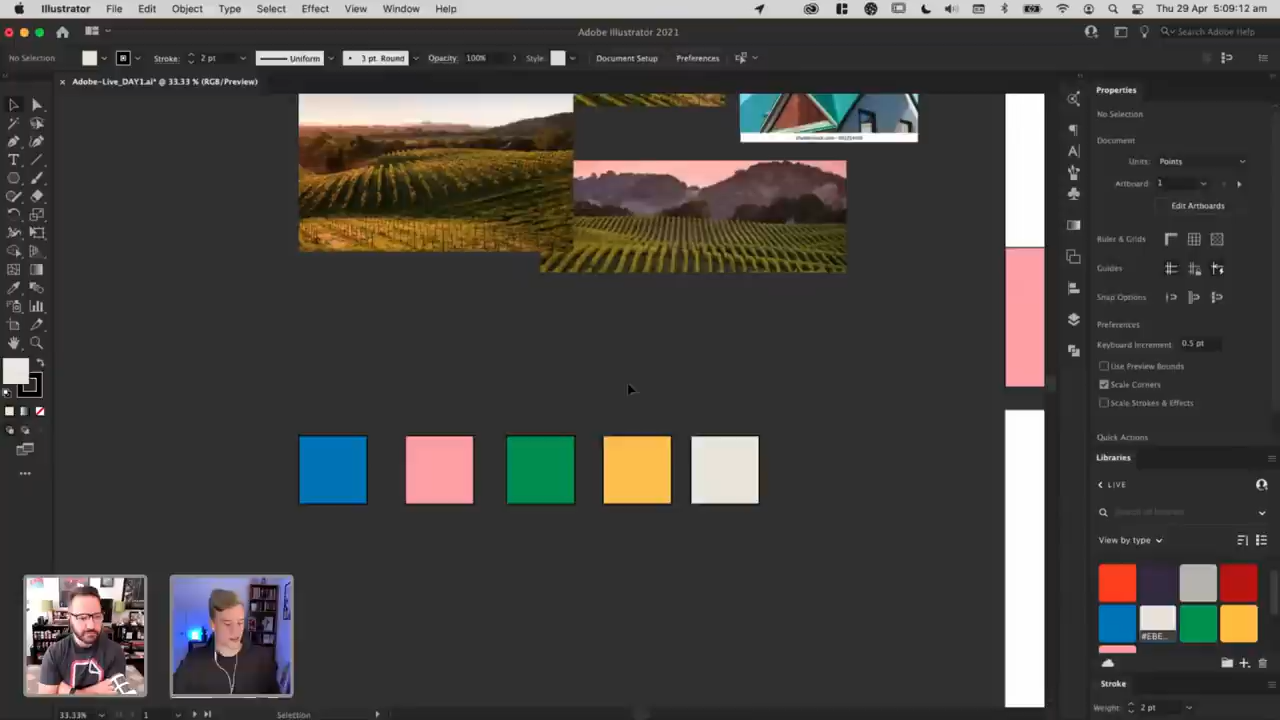 Illustrator File Edit Object Type Select Effect View Window Help Thu 29 Apr 5:09:12 am
Adobe Illustrator 2021
Search Adobe Help
No Selection Stroke: 2 pt Uniform 3 pt. Round Opacity: 100% Style: Document Setup Preferences
× Adobe-Live_DAY1.ai* @ 33.33 % (RGB/Preview)
Properties
No Selection
Document
Units: Points
Artboard: 1
Edit Artboards
Ruler & Grids
Guides
Snap Options
Preferences
Keyboard Increment: 0.5 pt
Use Preview Bounds
Scale Corners
Scale Strokes & Effects
Quick Actions
Libraries
LIVE
View by type
#EBE...
Stroke
Weight: 2 pt
33.33% 1 Selection